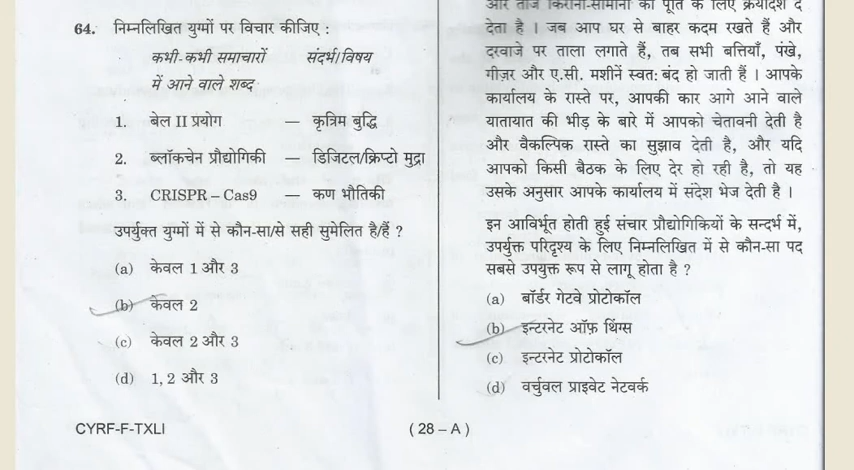 64. निम्नलिखित युग्मों पर विचार कीजिए :
कभी-कभी समाचारों संदर्भ/विषय
में आने वाले शब्द
1. बेल II प्रयोग — कृत्रिम बुद्धि
2. ब्लॉकचेन प्रौद्योगिकी — डिजिटल/क्रिप्टो मुद्रा
3. CRISPR – Cas9 — कण भौतिकी
उपर्युक्त युग्मों में से कौन-सा/से सही सुमेलित है/हैं ?
(a) केवल 1 और 3
(b) केवल 2
(c) केवल 2 और 3
(d) 1, 2 और 3
और ताजे किराना-सामानों की पूर्ति के लिए क्रयादेश दे
देता है । जब आप घर से बाहर कदम रखते हैं और
दरवाजे पर ताला लगाते हैं, तब सभी बत्तियाँ, पंखे,
गीज़र और ए.सी. मशीनें स्वत: बंद हो जाती हैं । आपके
कार्यालय के रास्ते पर, आपकी कार आगे आने वाले
यातायात की भीड़ के बारे में आपको चेतावनी देती है
और वैकल्पिक रास्ते का सुझाव देती है, और यदि
आपको किसी बैठक के लिए देर हो रही है, तो यह
उसके अनुसार आपके कार्यालय में संदेश भेज देती है ।
इन आविर्भूत होती हुई संचार प्रौद्योगिकियों के सन्दर्भ में,
उपर्युक्त परिदृश्य के लिए निम्नलिखित में से कौन-सा पद
सबसे उपयुक्त रूप से लागू होता है ?
(a) बॉर्डर गेटवे प्रोटोकॉल
(b) इन्टरनेट ऑफ़ थिंग्स
(c) इन्टरनेट प्रोटोकॉल
(d) वर्चुवल प्राइवेट नेटवर्क
CYRF-F-TXLI ( 28 – A )